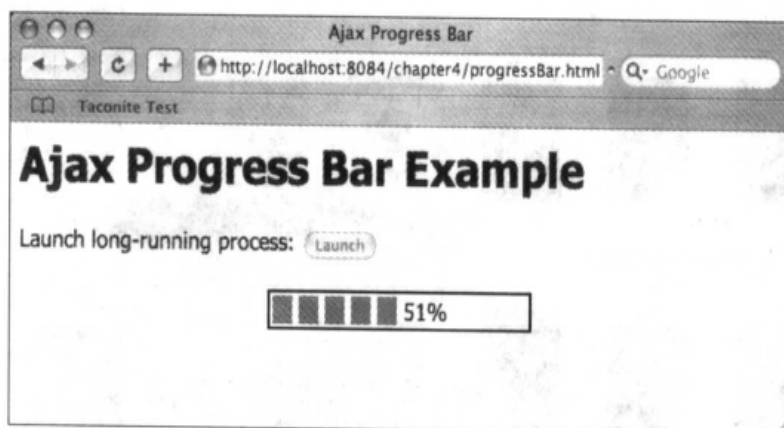 Ajax Progress Bar
http://localhost:8084/chapter4/progressBar.html
Google
Taconite Test
Ajax Progress Bar Example
Launch long-running process: Launch
51%